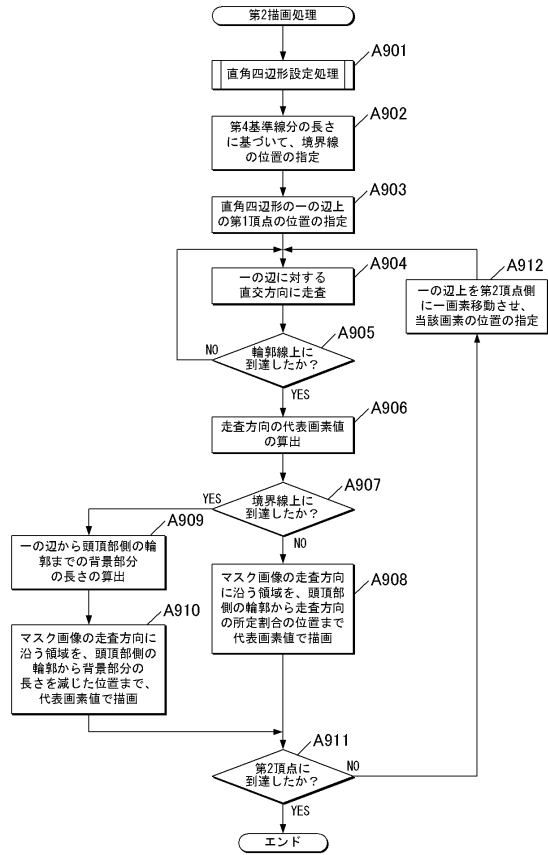 第2描画処理
A901
直角四辺形設定処理
A902
第4基準線分の長さ
に基づいて、境界線
の位置の指定
A903
直角四辺形の一の辺上
の第1頂点の位置の指定
A904
一の辺に対する
直交方向に走査
A912
一の辺上を第2頂点側
に一画素移動させ、
当該画素の位置の指定
A905
輪郭線上に
到達したか?
NO
YES
A906
走査方向の代表画素値
の算出
A907
境界線上に
到達したか?
YES
NO
A909
一の辺から頭頂部側の輪
郭までの背景部分
の長さの算出
A908
マスク画像の走査方向
に沿う領域を、頭頂部
側の輪郭から走査方向
の所定割合の位置まで
代表画素値で描画
A910
マスク画像の走査方向に
沿う領域を、頭頂部側の
輪郭から背景部分の
長さを減じた位置まで、
代表画素値で描画
A911
第2頂点に
到達したか?
NO
YES
エンド